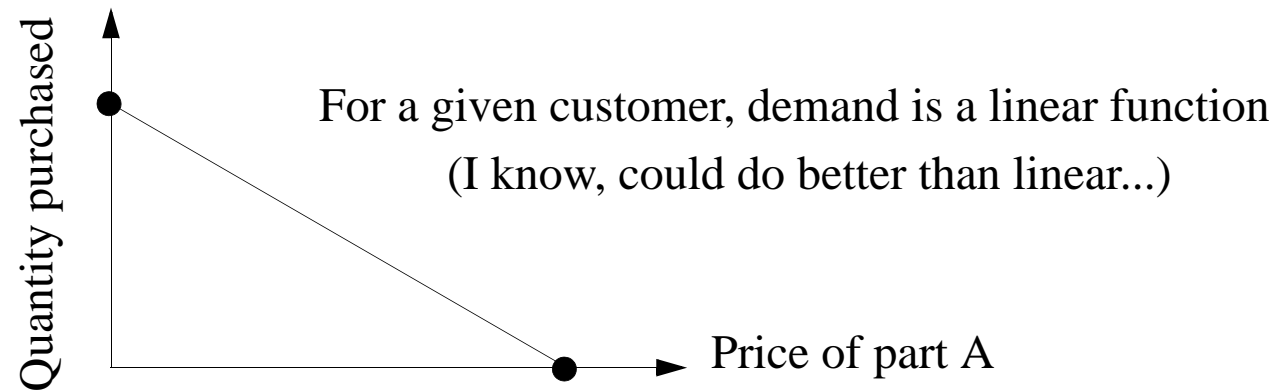 Quantity purchased
For a given customer, demand is a linear function
(I know, could do better than linear...)
Price of part A